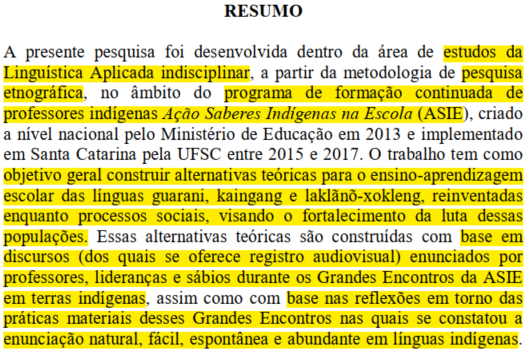 RESUMO
A presente pesquisa foi desenvolvida dentro da área de estudos da
Linguística Aplicada indisciplinar, a partir da metodologia de pesquisa
etnográfica, no âmbito do programa de formação continuada de
professores indígenas Ação Saberes Indígenas na Escola (ASIE), criado
a nível nacional pelo Ministério de Educação em 2013 e implementado
em Santa Catarina pela UFSC entre 2015 e 2017. O trabalho tem como
objetivo geral construir alternativas teóricas para o ensino-aprendizagem
escolar das línguas guarani, kaingang e laklãnõ-xokleng, reinventadas
enquanto processos sociais, visando o fortalecimento da luta dessas
populações. Essas alternativas teóricas são construídas com base em
discursos (dos quais se oferece registro audiovisual) enunciados por
professores, lideranças e sábios durante os Grandes Encontros da ASIE
em terras indígenas, assim como com base nas reflexões em torno das
práticas materiais desses Grandes Encontros nas quais se constatou a
enunciação natural, fácil, espontânea e abundante em línguas indígenas.